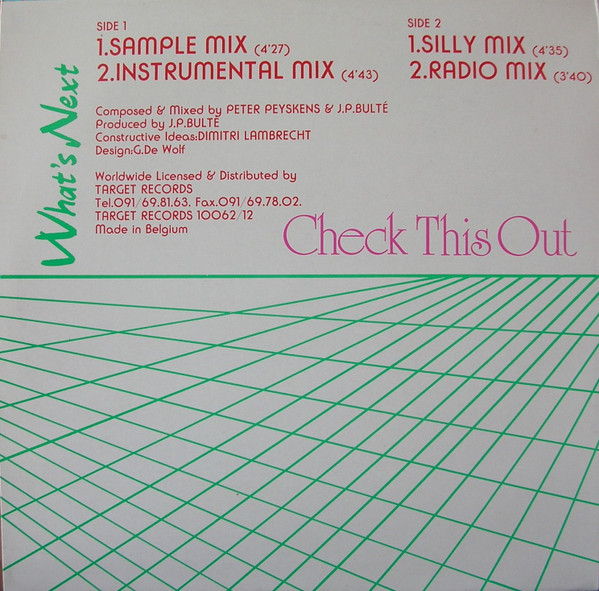 SIDE 1
1.SAMPLE MIX (4'27)
2.INSTRUMENTAL MIX (4'43)
SIDE 2
1.SILLY MIX (4'35)
2.RADIO MIX (3'40)
What's Next
Composed & Mixed by PETER PEYSKENS & J.P.BULTÉ
Produced by J.P.BULTÉ
Constructive Ideas:DIMITRI LAMBRECHT
Design:G.De Wolf
Worldwide Licensed & Distributed by
TARGET RECORDS
Tel.091/69.81.63. Fax.091/69.78.02.
TARGET RECORDS 10062/12
Made in Belgium
Check This Out